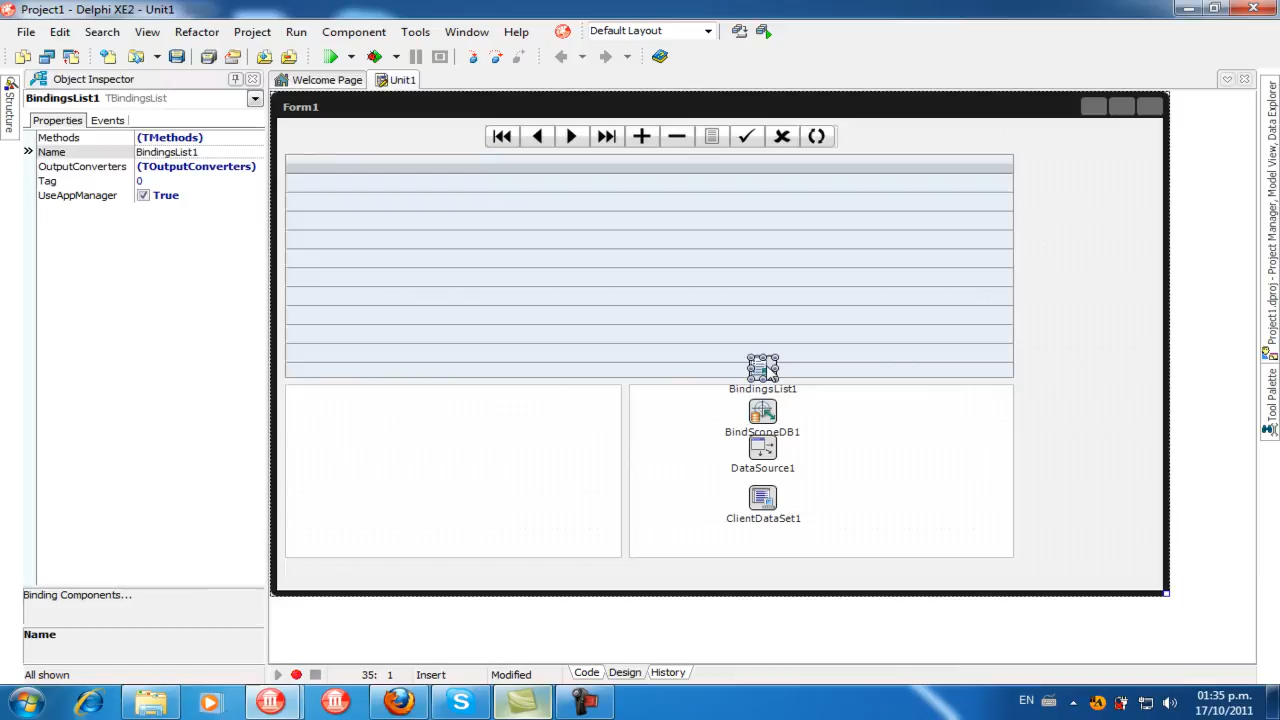 Project1 - Delphi XE2 - Unit1
File Edit Search View Refactor Project Run Component Tools Window Help Default Layout
Object Inspector
Welcome Page Unit1
BindingsList1 TBindingsList
Form1
Properties Events
Methods (TMethods)
Name BindingsList1
OutputConverters (TOutputConverters)
Tag 0
UseAppManager True
BindingsList1
BindScopeDB1
DataSource1
ClientDataSet1
Structure
Project1.dproj - Project Manager, Model View, Data Explorer
Tool Palette
Binding Components...
Name
All shown
35: 1 Insert Modified Code Design History
EN 01:35 p.m.
17/10/2011